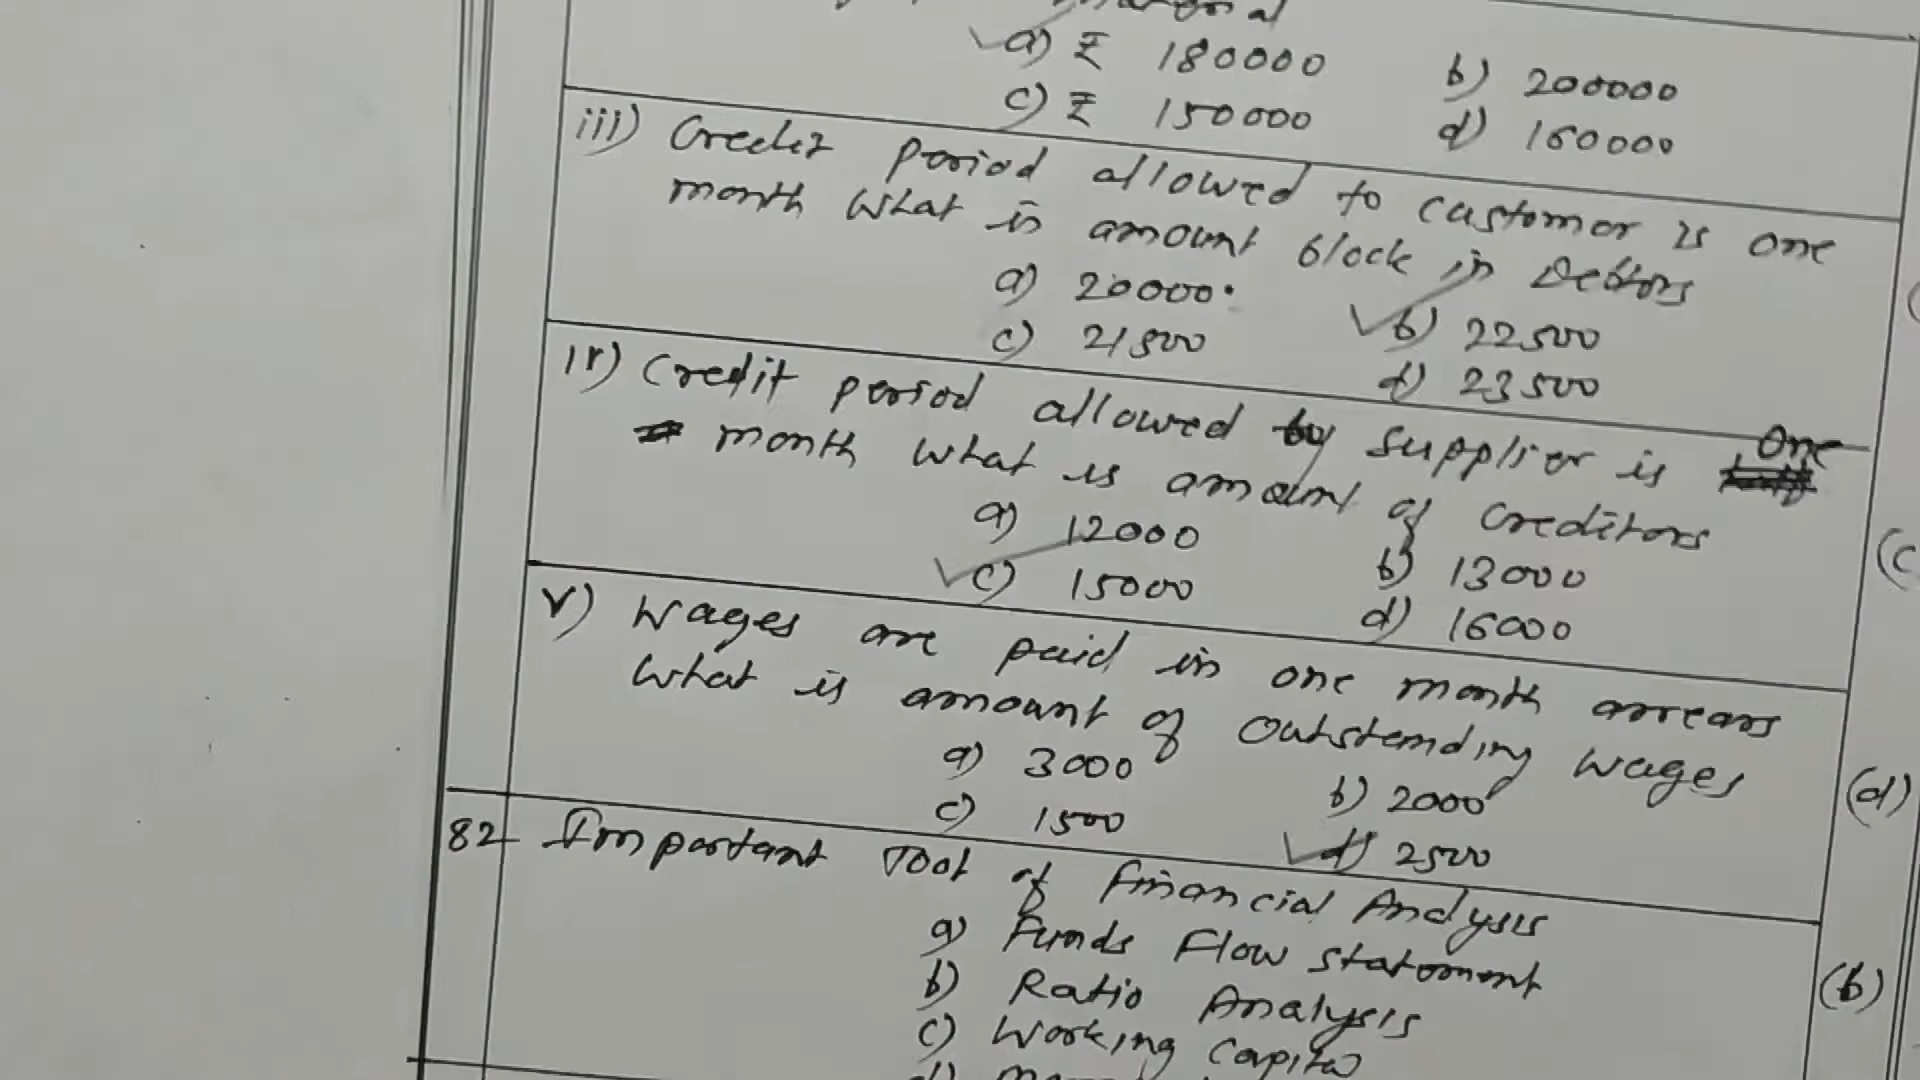 a) ₹ 180000 b) 200000
c) ₹ 150000 d) 160000
iii) Credit period allowed to customer is one
month what is amount block in Debtors
a) 20000. b) 22500
c) 21500 d) 23500
iv) Credit period allowed by supplier is One
month what is amount of creditors
a) 12000 b) 13000
c) 15000 d) 16000
(c
v) Wages are paid in one month arrears
what is amount of outstanding wages
a) 3000 b) 2000
c) 1500 d) 2500
(d)
82 Important Tool of Financial Analysis
a) Funds Flow statement
b) Ratio Analysis
(b)
c) Working Capital